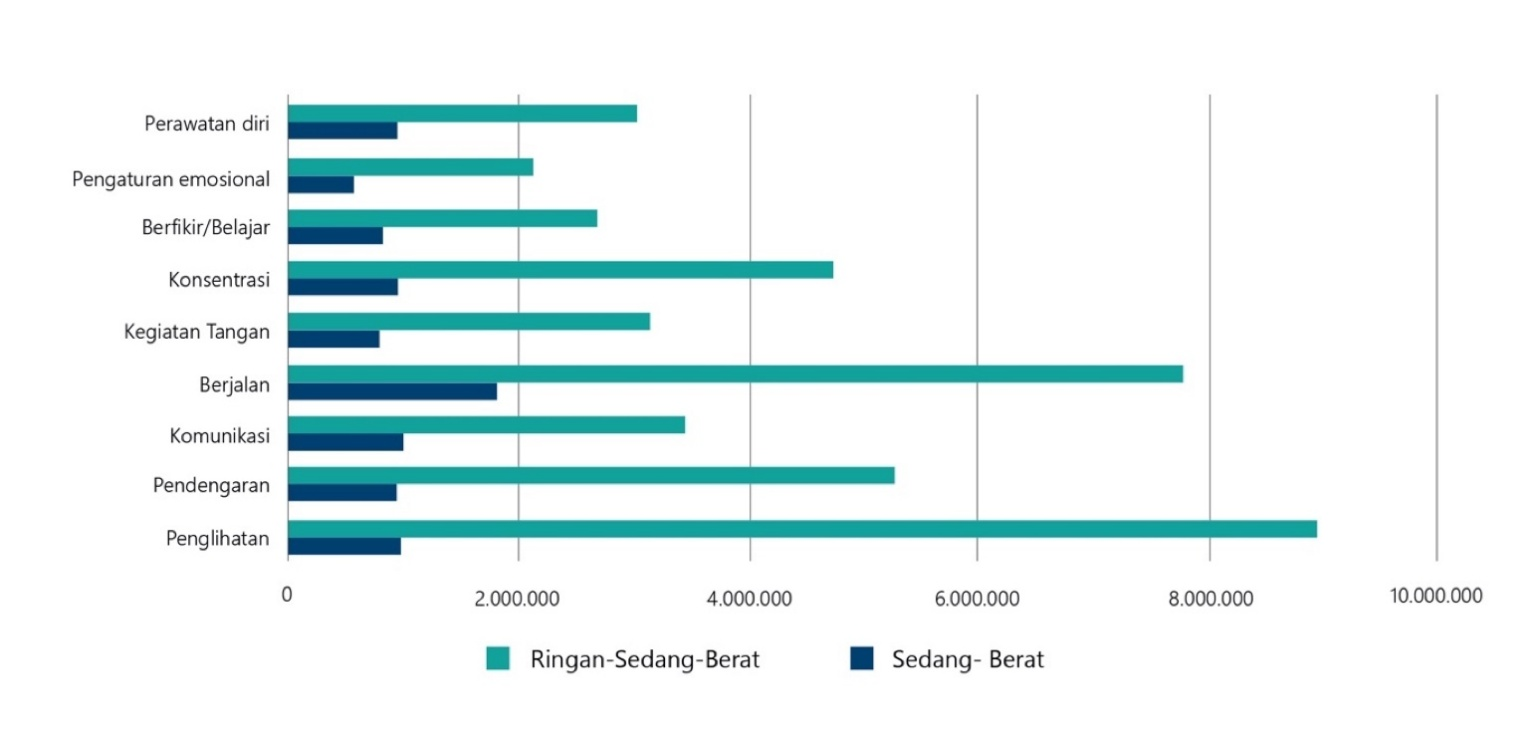 Perawatan diri
Pengaturan emosional
Berfikir/Belajar
Konsentrasi
Kegiatan Tangan
Berjalan
Komunikasi
Pendengaran
Penglihatan
0 2.000.000 4.000.000 6.000.000 8.000.000 10.000.000
Ringan-Sedang-Berat Sedang- Berat